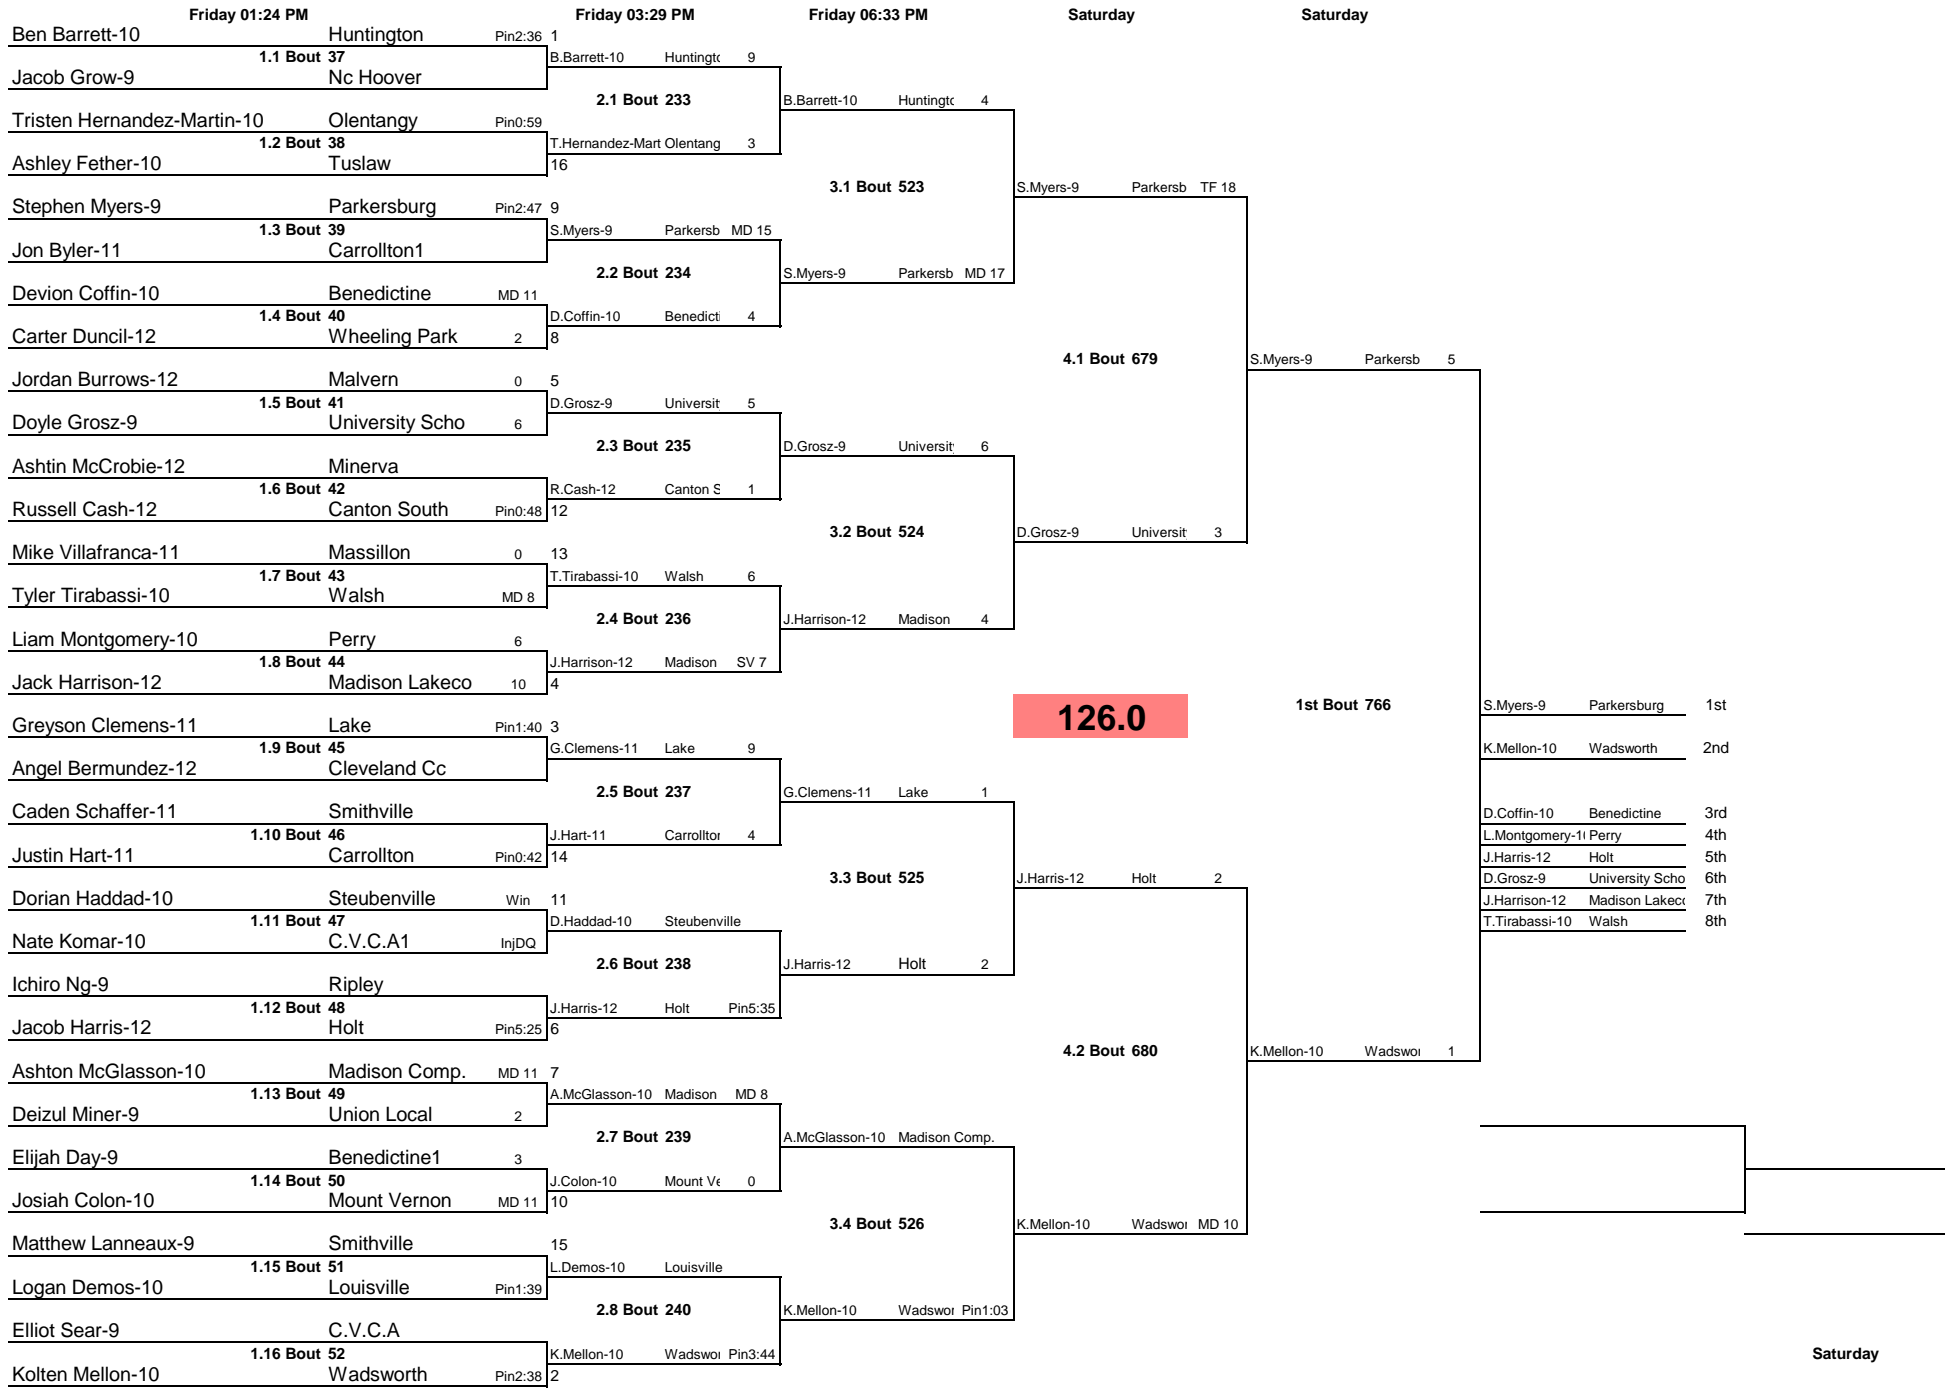 Friday 01:24 PM Friday 03:29 PM Friday 06:33 PM Saturday Saturday
Ben Barrett-10 Huntington Pin2:36 1
1.1 Bout 37 B.Barrett-10 Huntingto 9
Jacob Grow-9 Nc Hoover
2.1 Bout 233 B.Barrett-10 Huntingto 4
Tristen Hernandez-Martin-10 Olentangy Pin0:59
1.2 Bout 38 T.Hernandez-Mart Olentang 3
Ashley Fether-10 Tuslaw 16
3.1 Bout 523 S.Myers-9 Parkersb TF 18
Stephen Myers-9 Parkersburg Pin2:47 9
1.3 Bout 39 S.Myers-9 Parkersb MD 15
Jon Byler-11 Carrollton1
2.2 Bout 234 S.Myers-9 Parkersb MD 17
Devion Coffin-10 Benedictine MD 11
1.4 Bout 40 D.Coffin-10 Benedicti 4
Carter Duncil-12 Wheeling Park 2 8
4.1 Bout 679 S.Myers-9 Parkersb 5
Jordan Burrows-12 Malvern 0 5
1.5 Bout 41 D.Grosz-9 Universit 5
Doyle Grosz-9 University Scho 6
2.3 Bout 235 D.Grosz-9 Universit 6
Ashtin McCrobie-12 Minerva
1.6 Bout 42 R.Cash-12 Canton S 1
Russell Cash-12 Canton South Pin0:48 12
3.2 Bout 524 D.Grosz-9 Universit 3
Mike Villafranca-11 Massillon 0 13
1.7 Bout 43 T.Tirabassi-10 Walsh 6
Tyler Tirabassi-10 Walsh MD 8
2.4 Bout 236 J.Harrison-12 Madison 4
Liam Montgomery-10 Perry 6
1.8 Bout 44 J.Harrison-12 Madison SV 7
Jack Harrison-12 Madison Lakeco 10 4
126.0 1st Bout 766 S.Myers-9 Parkersburg 1st
Greyson Clemens-11 Lake Pin1:40 3
1.9 Bout 45 G.Clemens-11 Lake 9 K.Mellon-10 Wadsworth 2nd
Angel Bermundez-12 Cleveland Cc
2.5 Bout 237 G.Clemens-11 Lake 1
Caden Schaffer-11 Smithville D.Coffin-10 Benedictine 3rd
1.10 Bout 46 J.Hart-11 Carrollton 4 L.Montgomery-10 Perry 4th
Justin Hart-11 Carrollton Pin0:42 14 J.Harris-12 Holt 5th
3.3 Bout 525 J.Harris-12 Holt 2 D.Grosz-9 University Scho 6th
Dorian Haddad-10 Steubenville Win 11 J.Harrison-12 Madison Lakeco 7th
1.11 Bout 47 D.Haddad-10 Steubenville T.Tirabassi-10 Walsh 8th
Nate Komar-10 C.V.C.A1 InjDQ
2.6 Bout 238 J.Harris-12 Holt 2
Ichiro Ng-9 Ripley
1.12 Bout 48 J.Harris-12 Holt Pin5:35
Jacob Harris-12 Holt Pin5:25 6
4.2 Bout 680 K.Mellon-10 Wadswor 1
Ashton McGlasson-10 Madison Comp. MD 11 7
1.13 Bout 49 A.McGlasson-10 Madison MD 8
Deizul Miner-9 Union Local 2
2.7 Bout 239 A.McGlasson-10 Madison Comp.
Elijah Day-9 Benedictine1 3
1.14 Bout 50 J.Colon-10 Mount Ve 0
Josiah Colon-10 Mount Vernon MD 11 10
3.4 Bout 526 K.Mellon-10 Wadswor MD 10
Matthew Lanneaux-9 Smithville 15
1.15 Bout 51 L.Demos-10 Louisville
Logan Demos-10 Louisville Pin1:39
2.8 Bout 240 K.Mellon-10 Wadswor Pin1:03
Elliot Sear-9 C.V.C.A
1.16 Bout 52 K.Mellon-10 Wadswor Pin3:44 Saturday
Kolten Mellon-10 Wadsworth Pin2:38 2